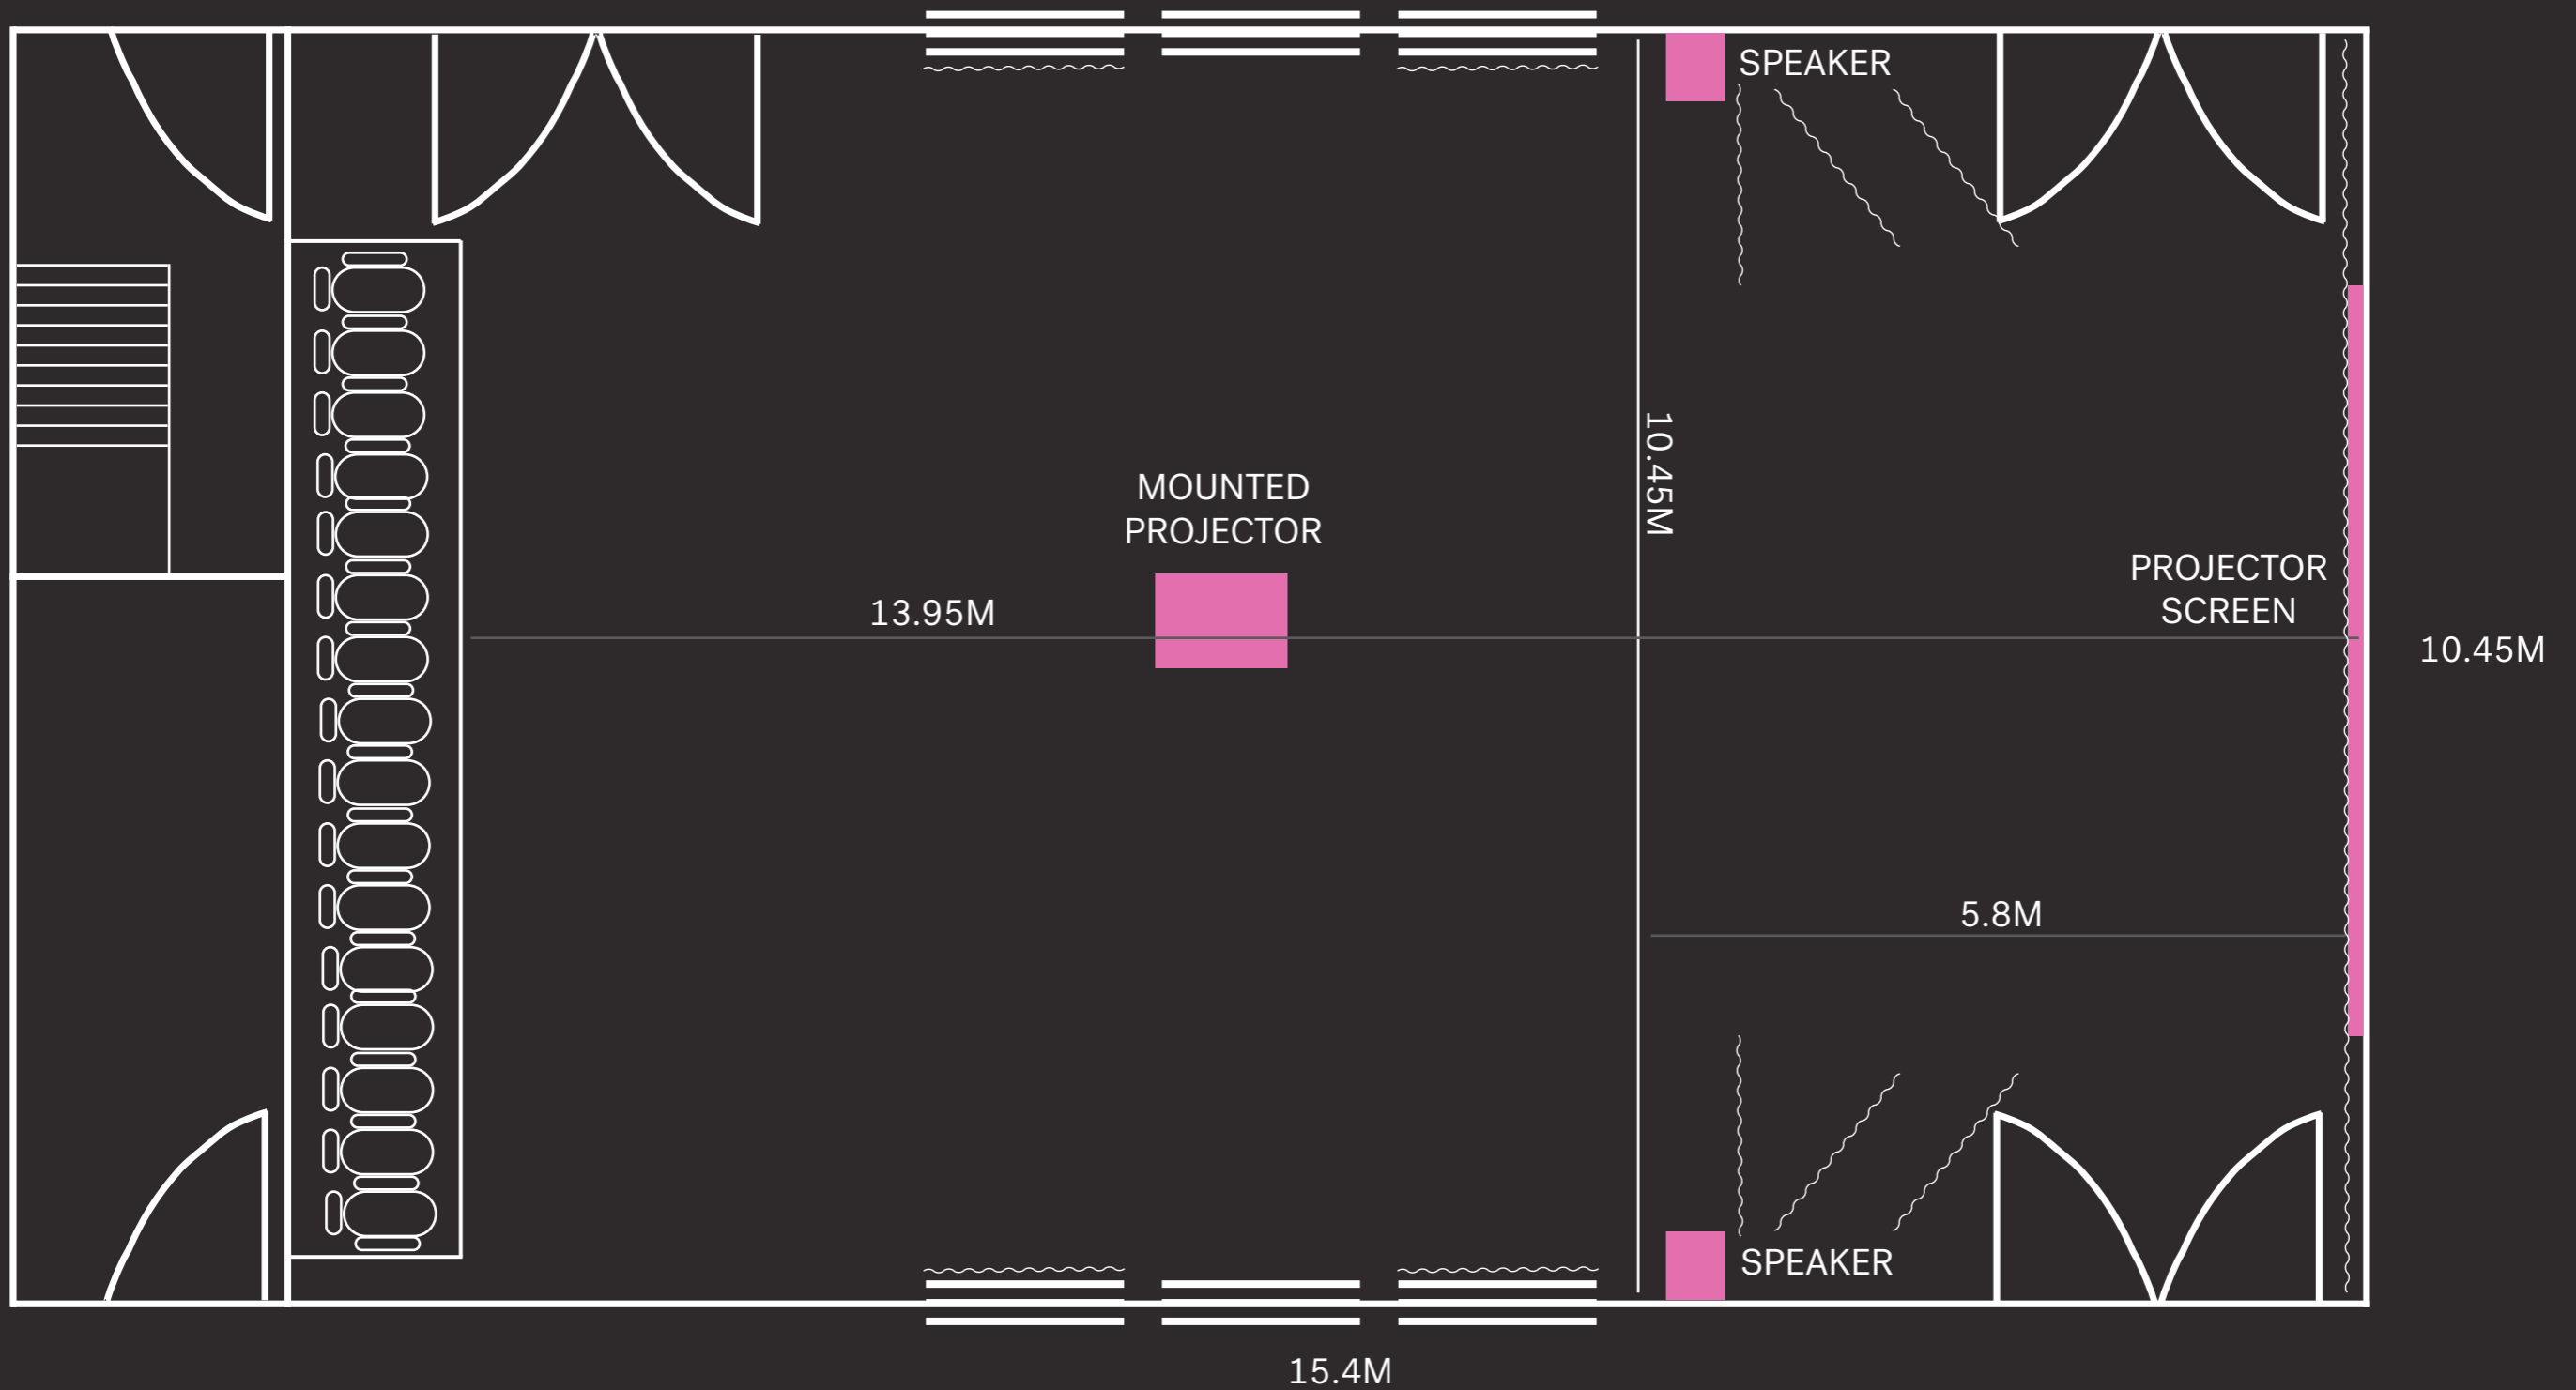 SPEAKER
10.45M
MOUNTED
PROJECTOR
PROJECTOR
SCREEN
13.95M
10.45M
5.8M
SPEAKER
15.4M